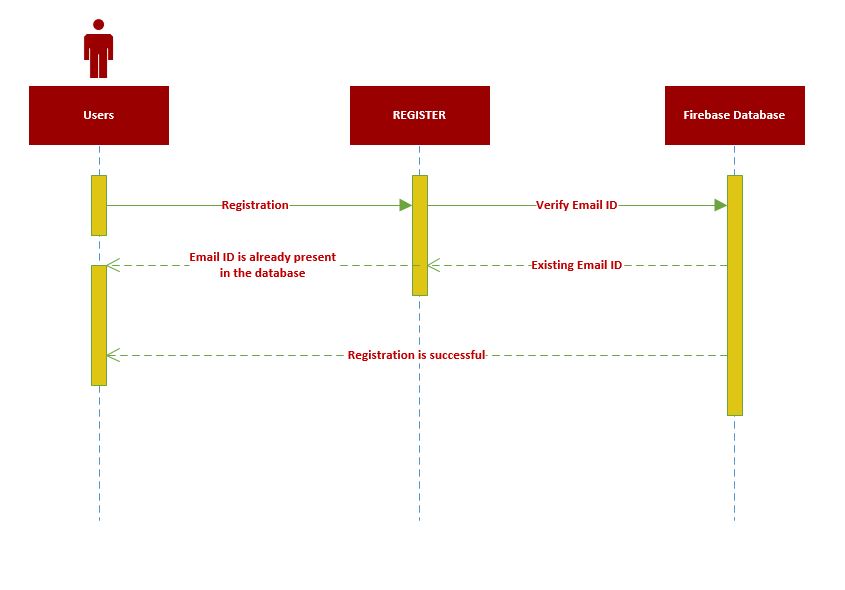 Users
REGISTER
Firebase Database
Registration
Verify Email ID
Email ID is already present
in the database
Existing Email ID
Registration is successful